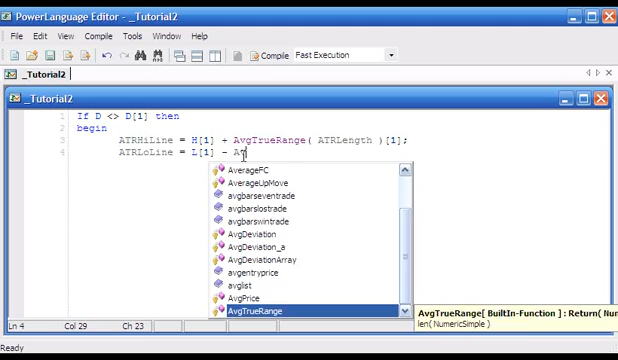 PowerLanguage Editor - _Tutorial2
File Edit View Compile Tools Window Help
Compile Fast Execution
_Tutorial2
_Tutorial2
1 If D <> D[1] then
2 begin
3 ATRHiLine = H[1] + AvgTrueRange( ATRLength )[1];
4 ATRLoLine = L[1] - Av
AverageFC
AverageUpMove
avgbarseventrade
avgbarslostrade
avgbarswintrade
AvgDeviation
AvgDeviation_a
AvgDeviationArray
avgentryprice
avglist
AvgPrice
AvgTrueRange
AvgTrueRange[ BuiltIn-Function ] : Return( Num
len( NumericSimple )
Ln 4 Col 29 Ch 23
Ready